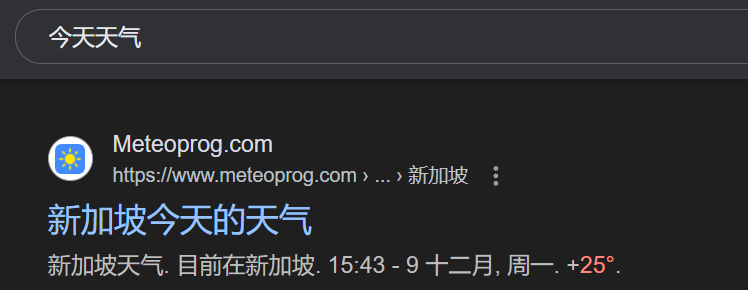 今天天气
Meteoprog.com
https://www.meteoprog.com › ... › 新加坡
新加坡今天的天气
新加坡天气. 目前在新加坡. 15:43 - 9 十二月, 周一. +25°.